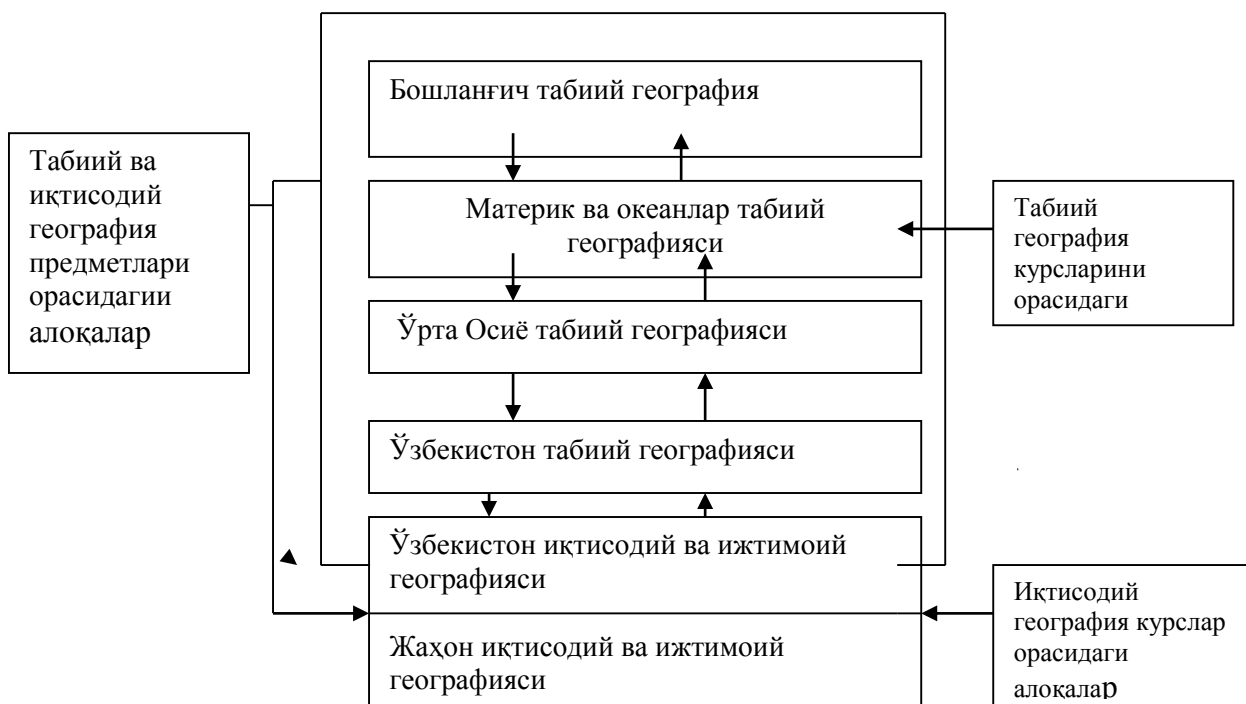 Бошланғич табиий география
Табиий ва
иқтисодий
география
предметлари
орасидагии
алоқалар
Материк ва океанлар табиий
географияси
Табиий
география
курсларини
орасидаги
Ўрта Осиё табиий географияси
Ўзбекистон табиий географияси
Ўзбекистон иқтисодий ва ижтимоий
географияси
Жаҳон иқтисодий ва ижтимоий
географияси
Иқтисодий
география курслар
орасидаги
алоқалар